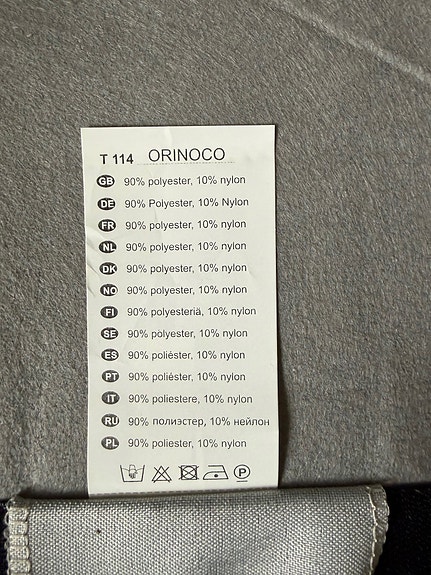 T 114 ORINOCO
GB 90% polyester, 10% nylon
DE 90% Polyester, 10% Nylon
FR 90% polyester, 10% nylon
NL 90% polyester, 10% nylon
DK 90% polyester, 10% nylon
NO 90% polyester, 10% nylon
FI 90% polyesteriä, 10% nylon
SE 90% polyester, 10% nylon
ES 90% poliéster, 10% nylon
PT 90% poliéster, 10% nylon
IT 90% poliestere, 10% nylon
RU 90% полиэстер, 10% нейлон
PL 90% poliester, 10% nylon
P